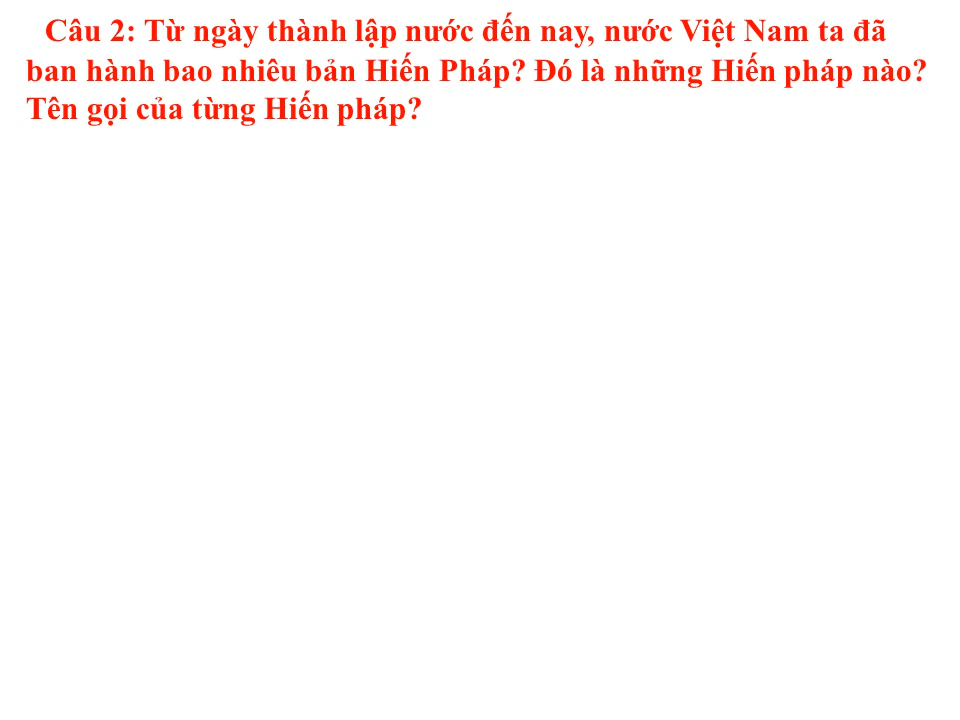 Câu 2: Từ ngày thành lập nước đến nay, nước Việt Nam ta đã
ban hành bao nhiêu bản Hiến Pháp? Đó là những Hiến pháp nào?
Tên gọi của từng Hiến pháp?